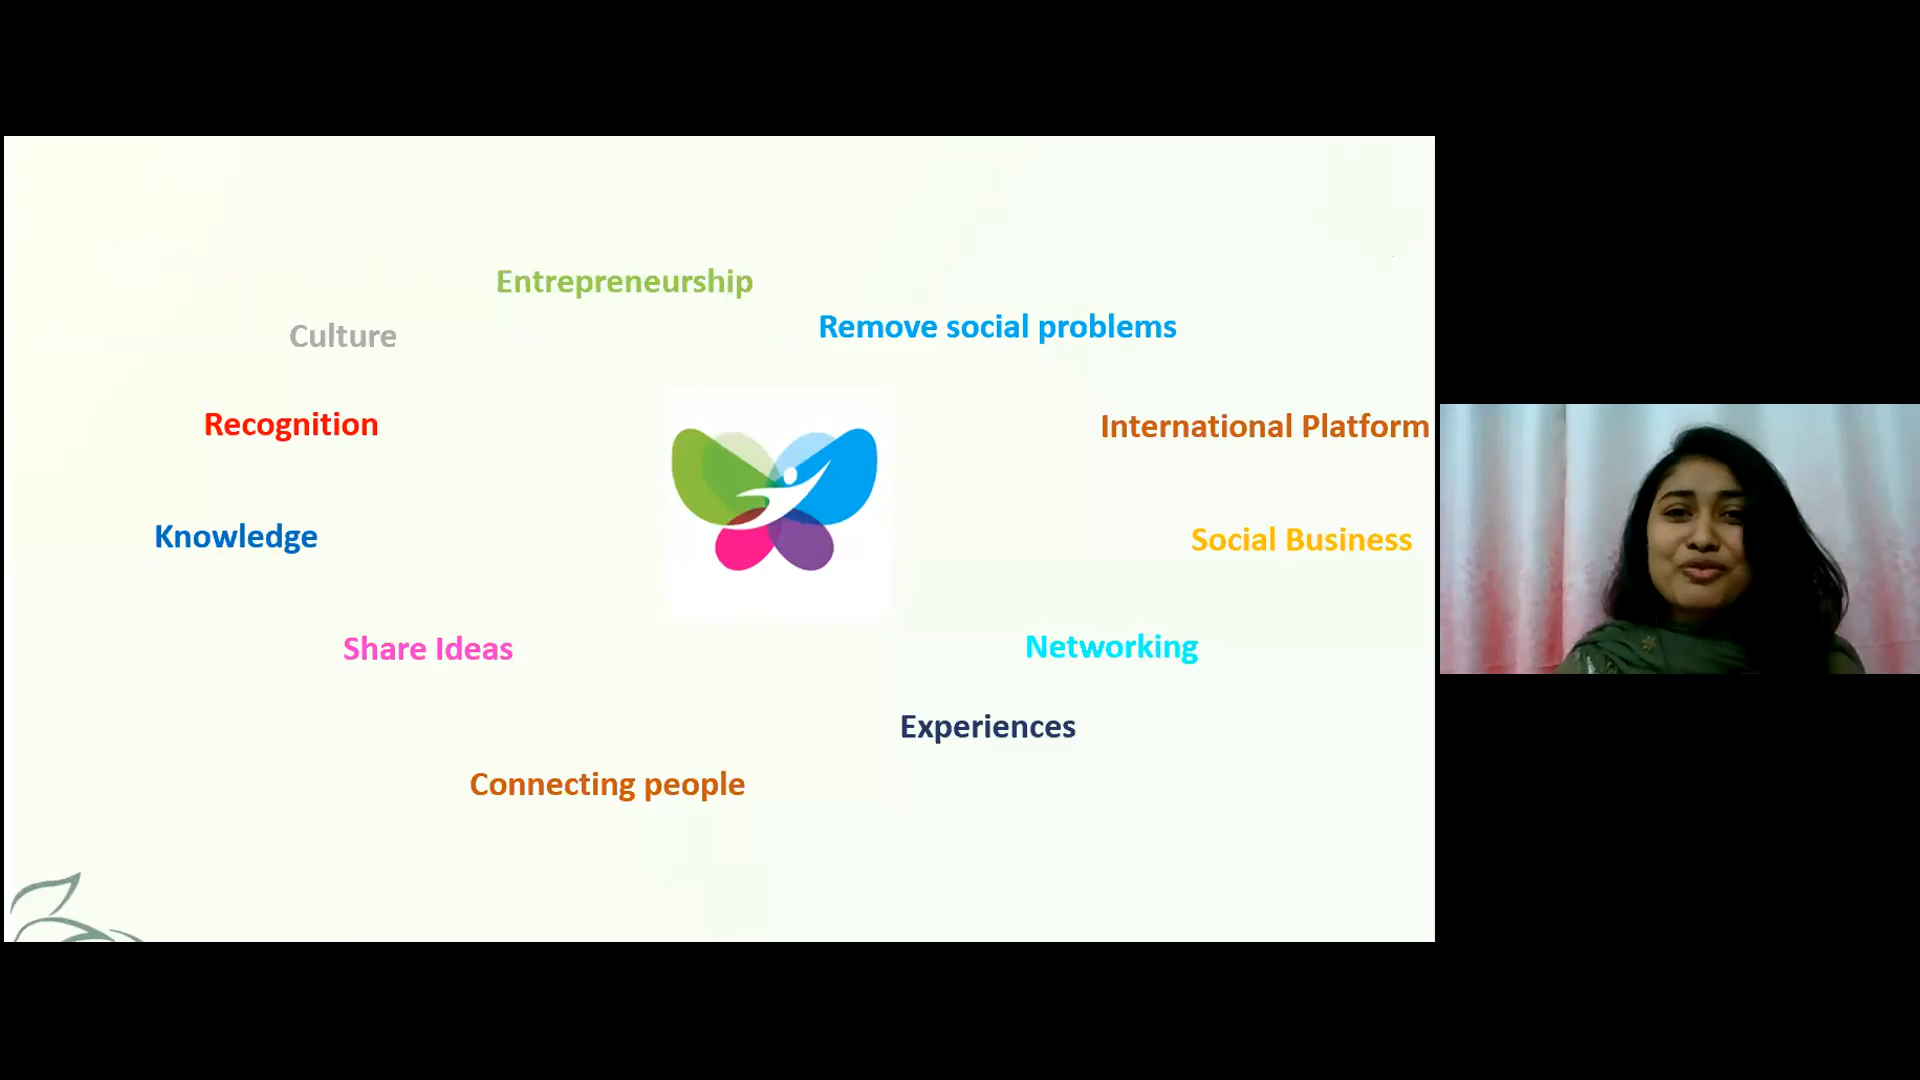 Entrepreneurship
Remove social problems
Culture
Recognition
International Platform
Knowledge
Social Business
Share Ideas
Networking
Experiences
Connecting people